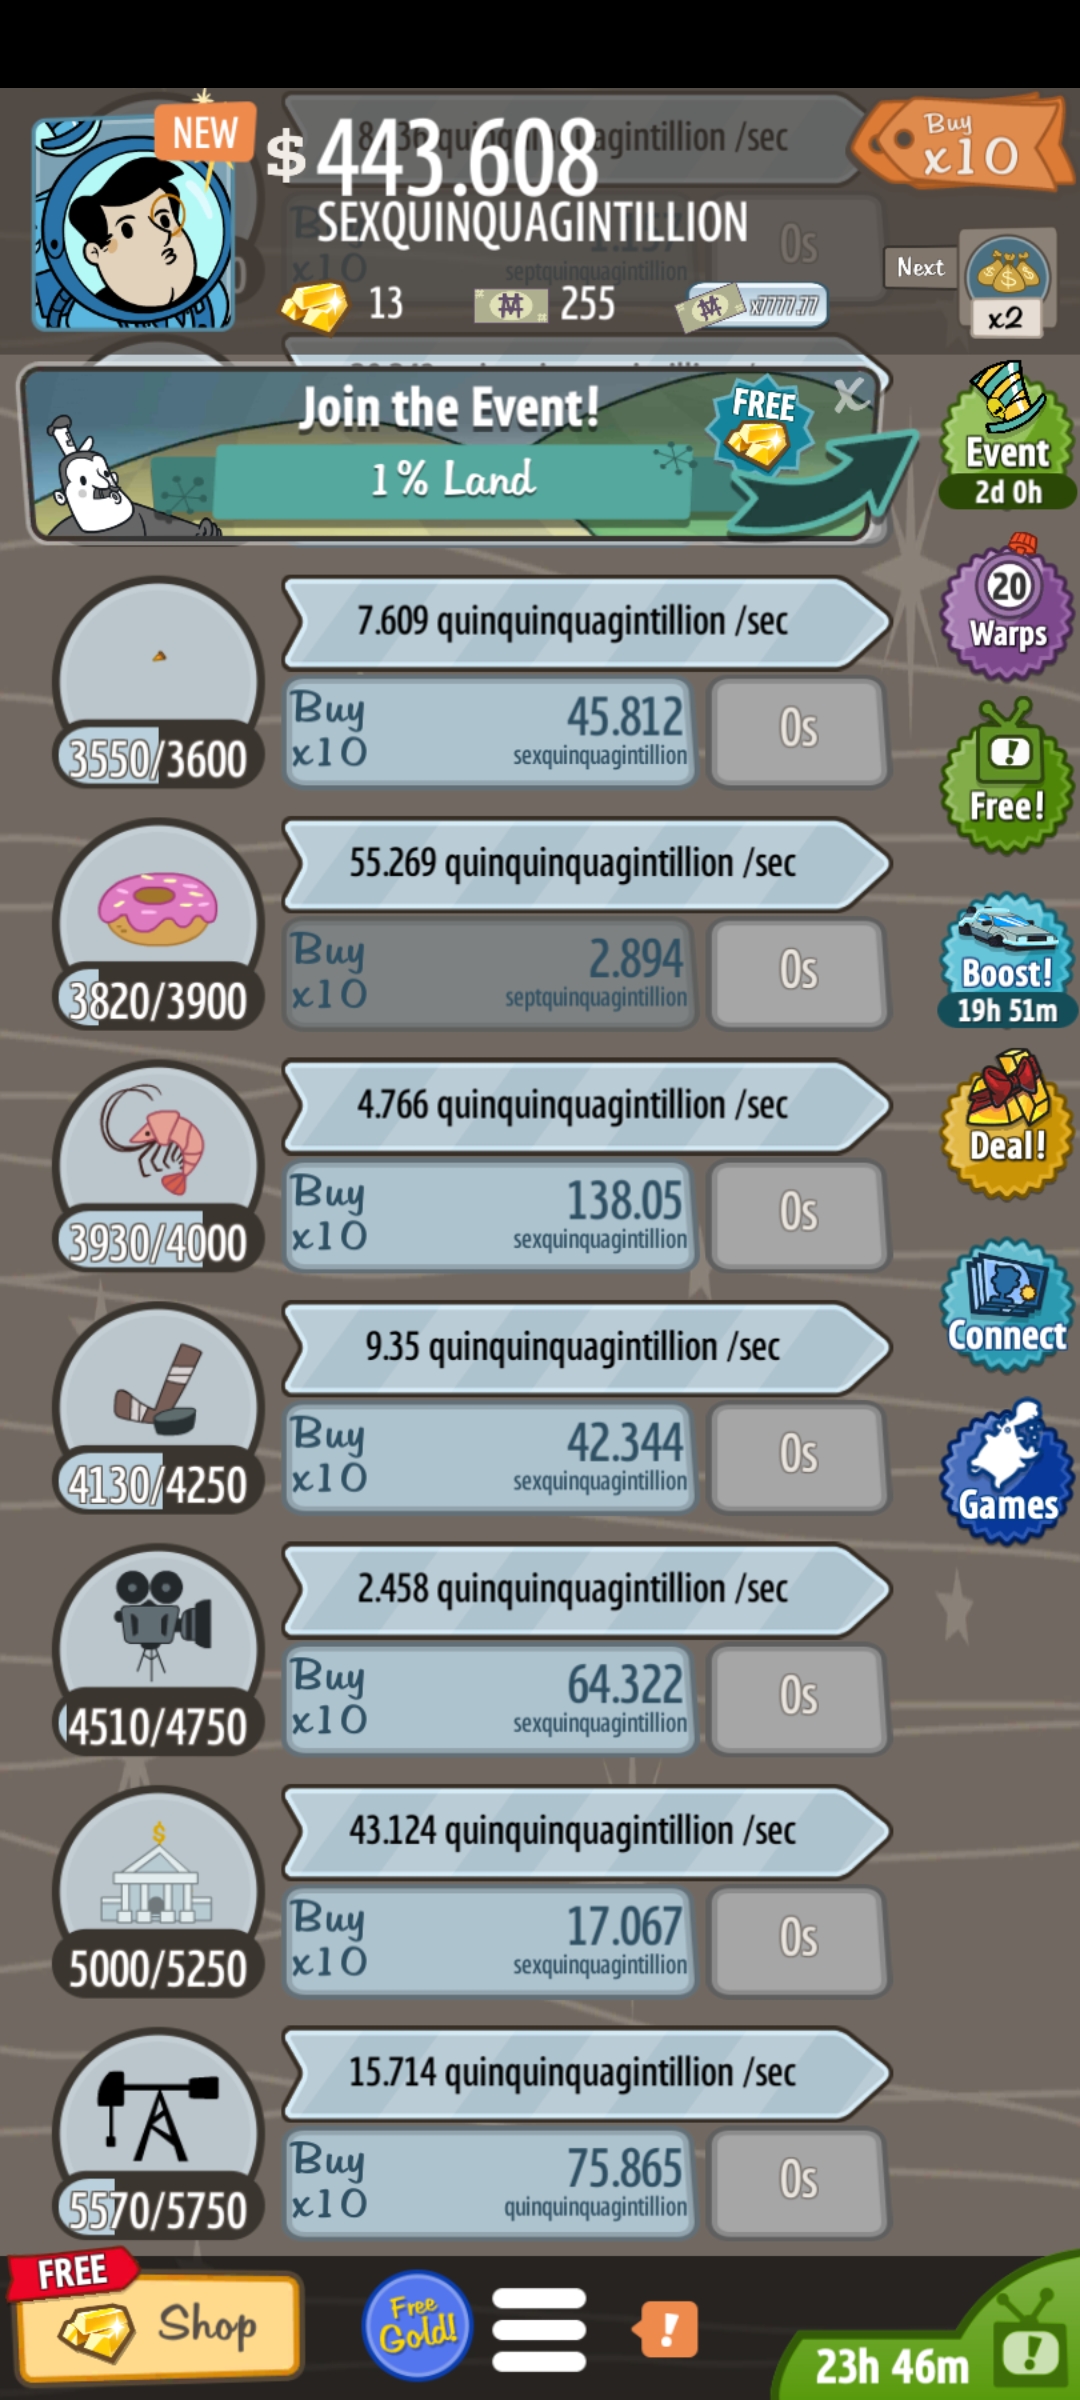 NEW
$ 443.608
SEXQUINQUAGINTILLION
Buy
x10
13
255
x7777.77
Next
x2
septquinquagintillion
0s
Join the Event!
1% Land
FREE
X
Event
2d 0h
7.609 quinquinquagintillion /sec
Buy
x10
45.812
sexquinquagintillion
0s
3550/3600
20
Warps
Free!
55.269 quinquinquagintillion /sec
Buy
x10
2.894
septquinquagintillion
0s
3820/3900
Boost!
19h 51m
4.766 quinquinquagintillion /sec
Buy
x10
138.05
sexquinquagintillion
0s
3930/4000
Deal!
9.35 quinquinquagintillion /sec
Buy
x10
42.344
sexquinquagintillion
0s
4130/4250
Connect
Games
2.458 quinquinquagintillion /sec
Buy
x10
64.322
sexquinquagintillion
0s
4510/4750
43.124 quinquinquagintillion /sec
Buy
x10
17.067
sexquinquagintillion
0s
5000/5250
15.714 quinquinquagintillion /sec
Buy
x10
75.865
quinquinquagintillion
0s
5570/5750
FREE
Shop
Free
Gold!
!
23h 46m